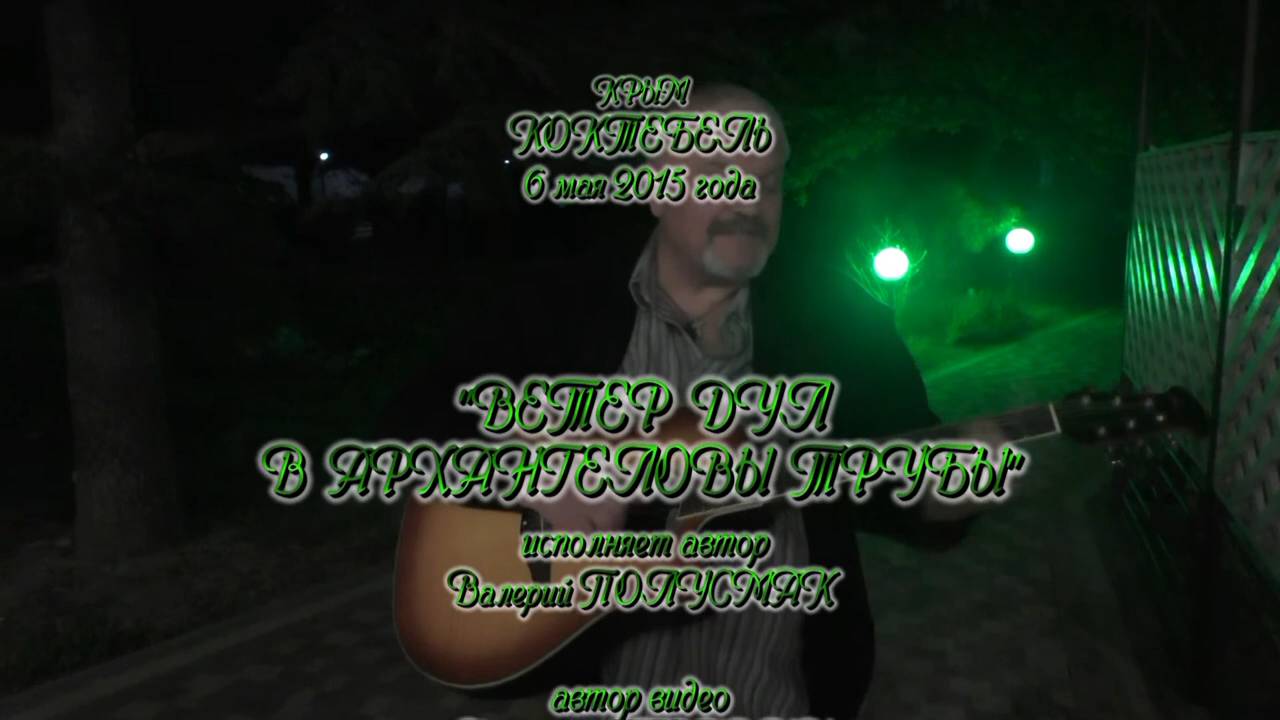 КРЫМ
КОКТЕБЕЛЬ
6 мая 2015 года
"ВЕТЕР ДУЛ
В АРХАНГЕЛОВЫ ТРУБЫ"
исполняет автор
Валерий ПОЛУСМАК
автор видео